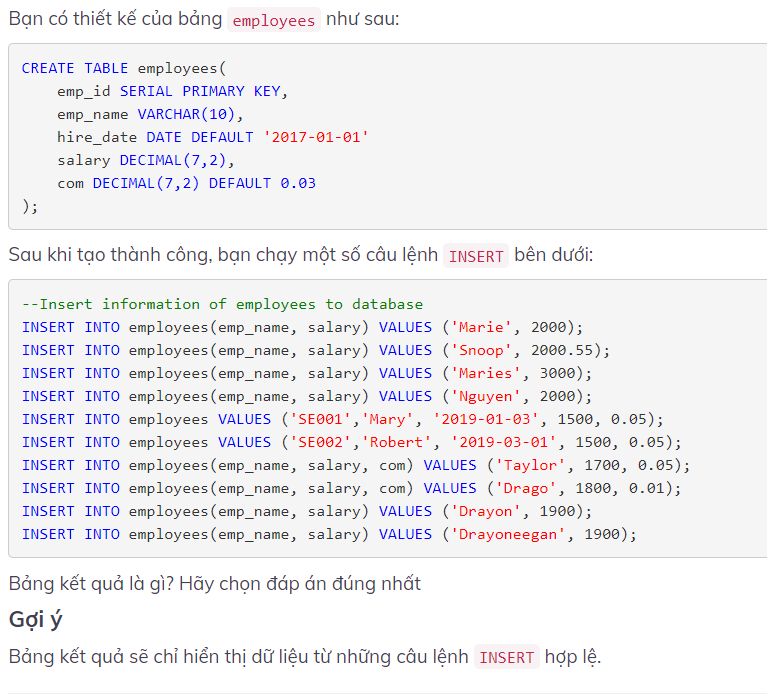 Bạn có thiết kế của bảng employees như sau:
CREATE TABLE employees(
    emp_id SERIAL PRIMARY KEY,
    emp_name VARCHAR(10),
    hire_date DATE DEFAULT '2017-01-01'
    salary DECIMAL(7,2),
    com DECIMAL(7,2) DEFAULT 0.03
);
Sau khi tạo thành công, bạn chạy một số câu lệnh INSERT bên dưới:
--Insert information of employees to database
INSERT INTO employees(emp_name, salary) VALUES ('Marie', 2000);
INSERT INTO employees(emp_name, salary) VALUES ('Snoop', 2000.55);
INSERT INTO employees(emp_name, salary) VALUES ('Maries', 3000);
INSERT INTO employees(emp_name, salary) VALUES ('Nguyen', 2000);
INSERT INTO employees VALUES ('SE001','Mary', '2019-01-03', 1500, 0.05);
INSERT INTO employees VALUES ('SE002','Robert', '2019-03-01', 1500, 0.05);
INSERT INTO employees(emp_name, salary, com) VALUES ('Taylor', 1700, 0.05);
INSERT INTO employees(emp_name, salary, com) VALUES ('Drago', 1800, 0.01);
INSERT INTO employees(emp_name, salary) VALUES ('Drayon', 1900);
INSERT INTO employees(emp_name, salary) VALUES ('Drayoneegan', 1900);
Bảng kết quả là gì? Hãy chọn đáp án đúng nhất
Gợi ý
Bảng kết quả sẽ chỉ hiển thị dữ liệu từ những câu lệnh INSERT hợp lệ.